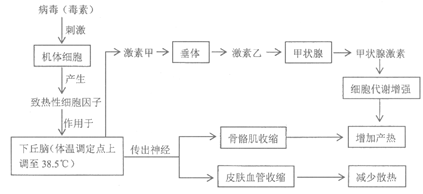 病毒（毒素）
刺激
机体细胞
产生
致热性细胞因子
作用于
下丘脑（体温调定点上
调至 38.5℃）
激素甲
垂体
激素乙
甲状腺
甲状腺激素
细胞代谢增强
传出神经
骨骼肌收缩
增加产热
皮肤血管收缩
减少散热